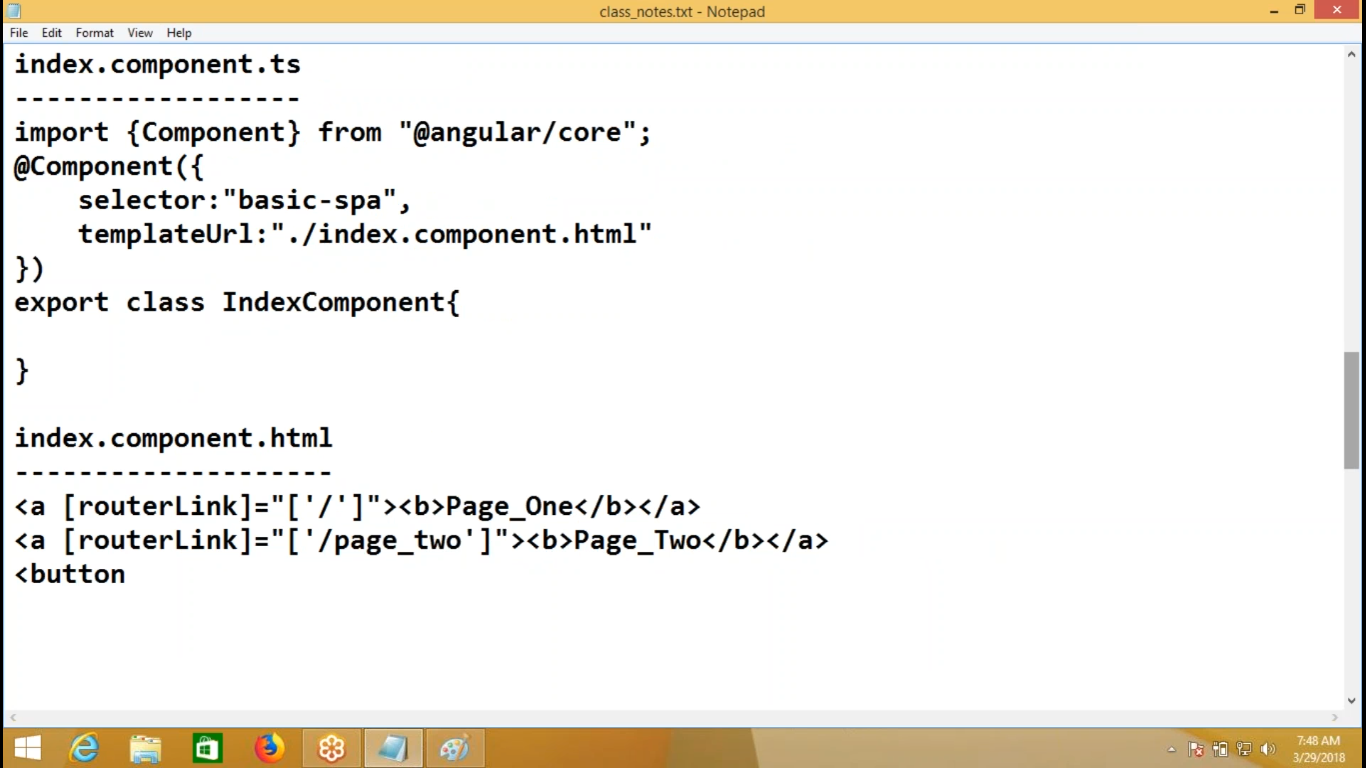 class_notes.txt - Notepad
File Edit Format View Help
index.component.ts
------------------
import {Component} from "@angular/core";
@Component({
    selector:"basic-spa",
    templateUrl:"./index.component.html"
})
export class IndexComponent{
}
index.component.html
--------------------
<a [routerLink]="['/']"><b>Page_One</b></a>
<a [routerLink]="['/page_two']"><b>Page_Two</b></a>
<button
7:48 AM
3/29/2018